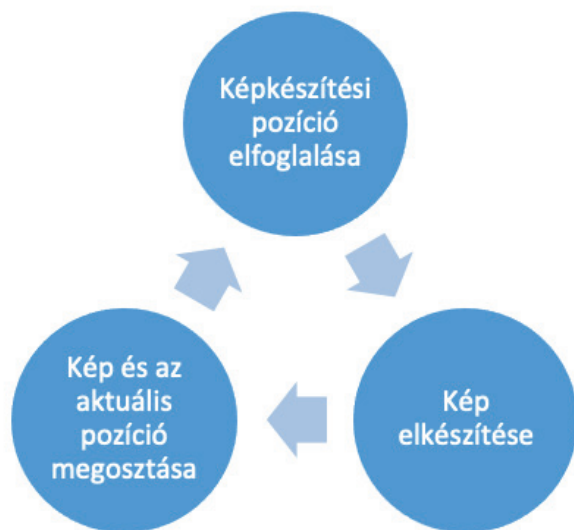 Képkészítési
pozíció
elfoglalása
Kép
elkészítése
Kép és az
aktuális
pozíció
megosztása